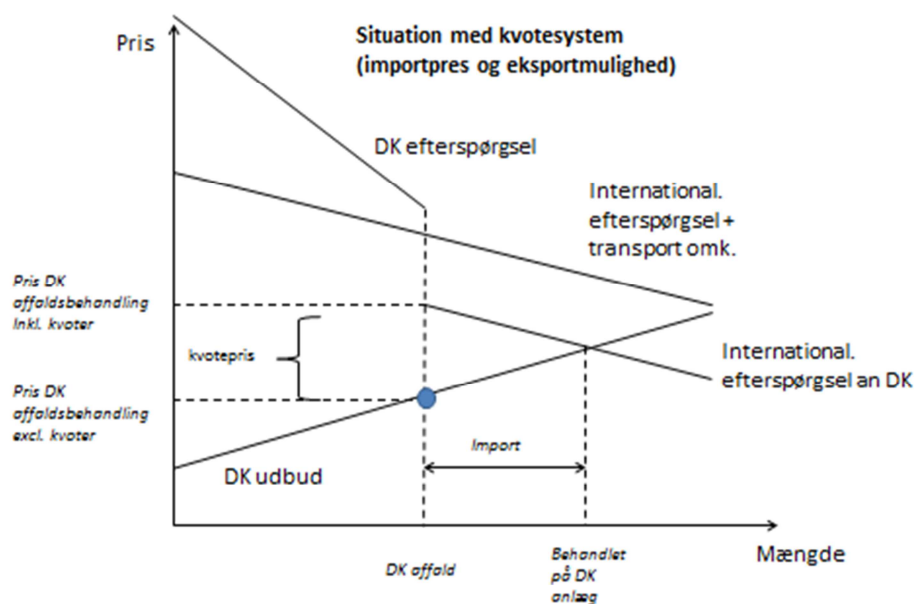 Pris
Situation med kvotesystem
(importpres og eksportmulighed)
DK efterspørgsel
International.
efterspørgsel +
transport omk.
Pris DK
affaldsbehandling
Inkl. kvoter
kvotepris
International.
efterspørgsel an DK
Pris DK
affaldsbehandling
excl. kvoter
Import
DK udbud
Mængde
DK affald
Behandlet
på DK
anlæg